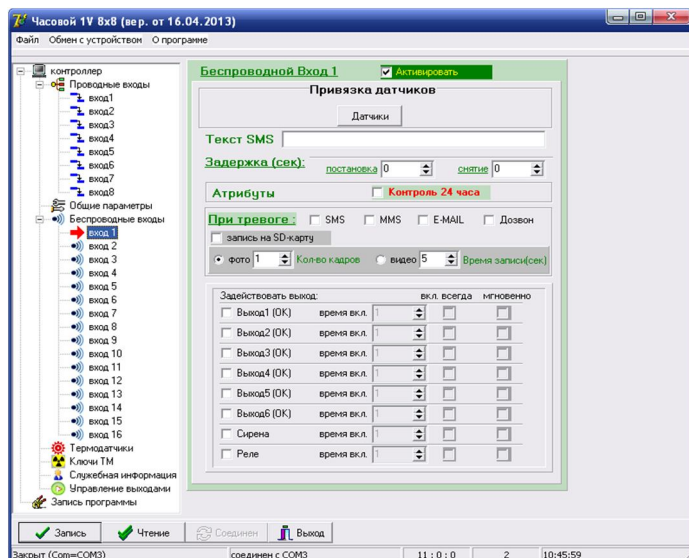 Часовой 1V 8x8 (вер. от 16.04.2013)
Файл Обмен с устройством О програмне
контроллер
Проводные входы
вход1
вход2
вход3
вход4
вход5
вход6
вход7
вход8
Общие параметры
Беспроводные входы
вход 1
вход 2
вход 3
вход 4
вход 5
вход 6
вход 7
вход 8
вход 9
вход 10
вход 11
вход 12
вход 13
вход 14
вход 15
вход 16
Термодатчики
Ключи ТМ
Служебная информация
Управление выходами
Запись программы
Беспроводной Вход 1 Активировать
Привязка датчиков
Датчики
Текст SMS
Задержка (сек): постановка 0 снятие 0
Атрибуты Контроль 24 часа
При тревоге : SMS MMS E-MAIL Дозвон
запись на SD-карту
фото 1 Кол-во кадров видео 5 Время записи(сек)
Задействовать выход: вкл. всегда мгновенно
Выход1 (ОК) время вкл. 1
Выход2 (ОК) время вкл. 1
Выход3 (ОК) время вкл. 1
Выход4 (ОК) время вкл. 1
Выход5 (ОК) время вкл. 1
Выход6 (ОК) время вкл. 1
Сирена время вкл. 1
Реле время вкл. 1
Запись Чтение Соединен Выход
Закрыт (Com=COM3) соединен с COM3 11 : 0 : 0 2 10:45:59